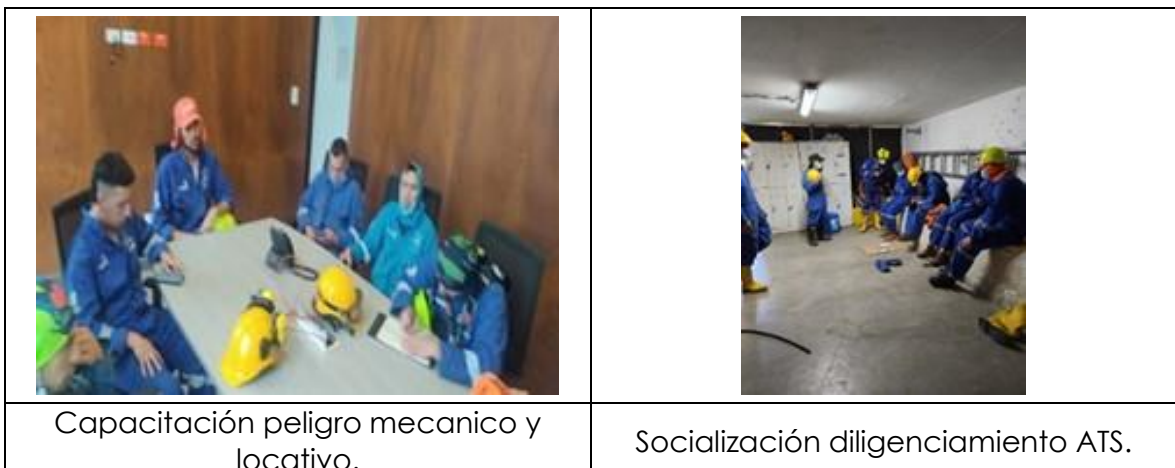 Capacitación peligro mecanico y
locativo.
Socialización diligenciamiento ATS.